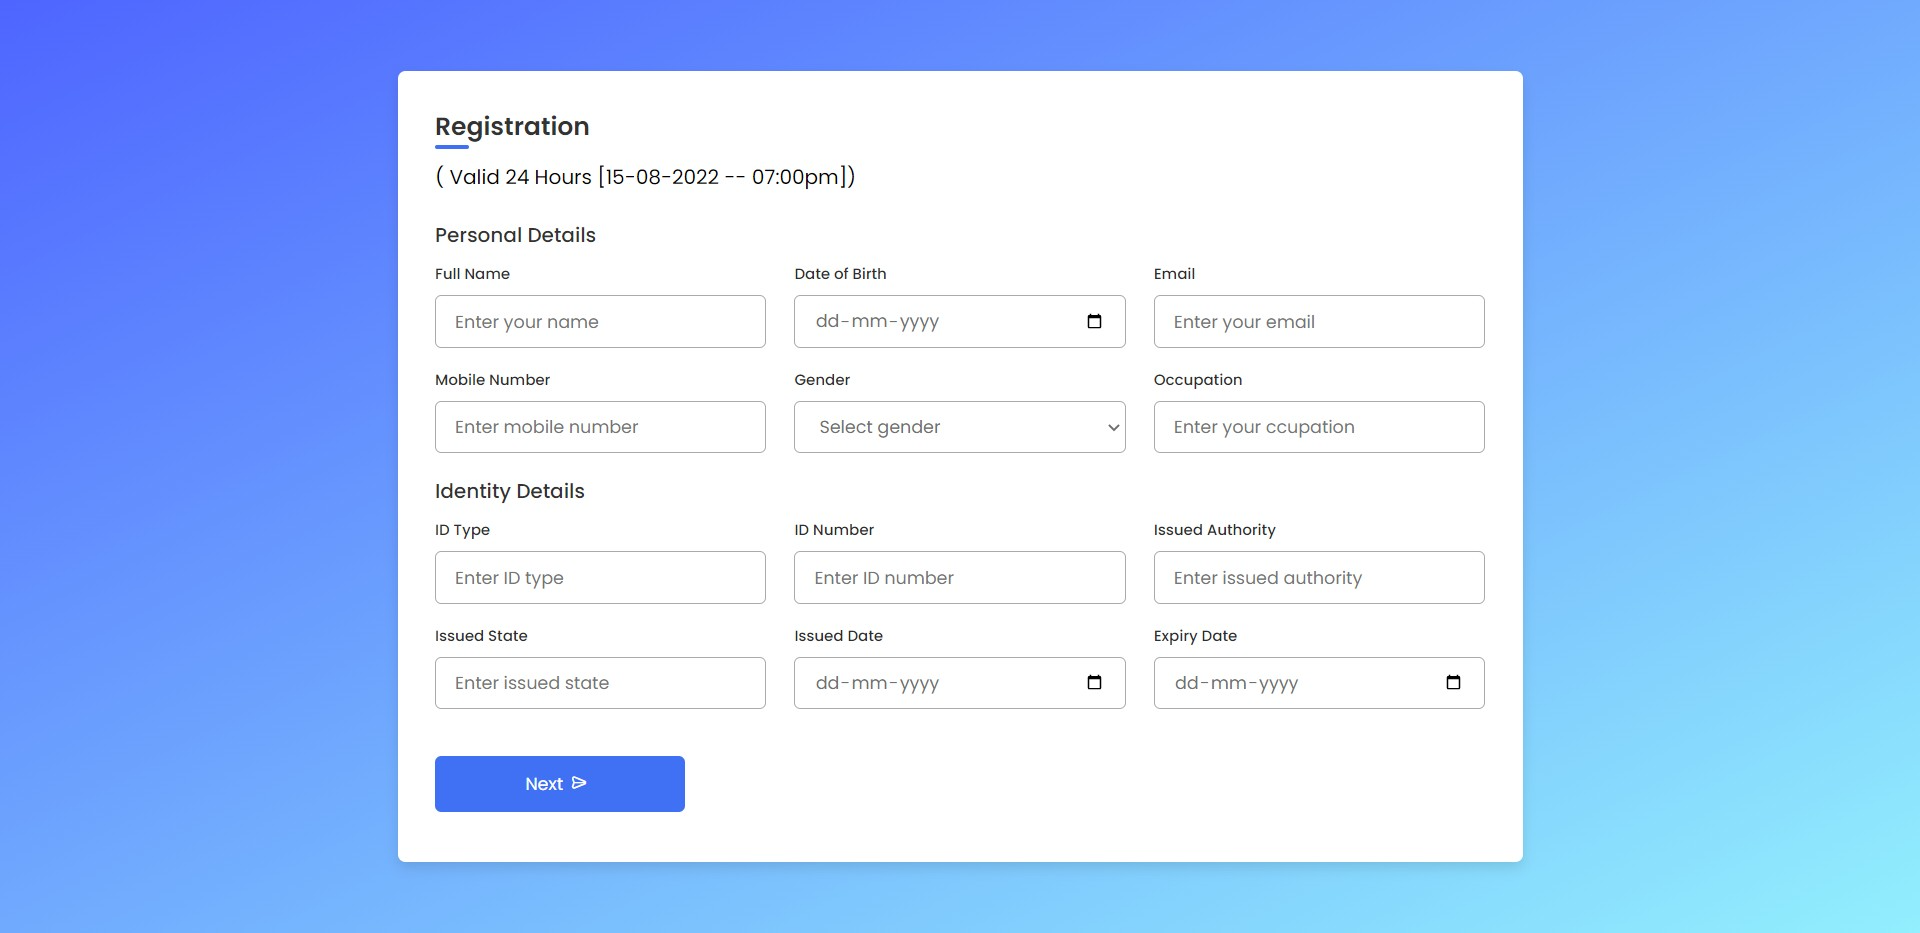 Registration
( Valid 24 Hours [15-08-2022 -- 07:00pm])
Personal Details
Full Name Date of Birth Email
Enter your name dd-mm-yyyy Enter your email
Mobile Number Gender Occupation
Enter mobile number Select gender Enter your ccupation
Identity Details
ID Type ID Number Issued Authority
Enter ID type Enter ID number Enter issued authority
Issued State Issued Date Expiry Date
Enter issued state dd-mm-yyyy dd-mm-yyyy
Next